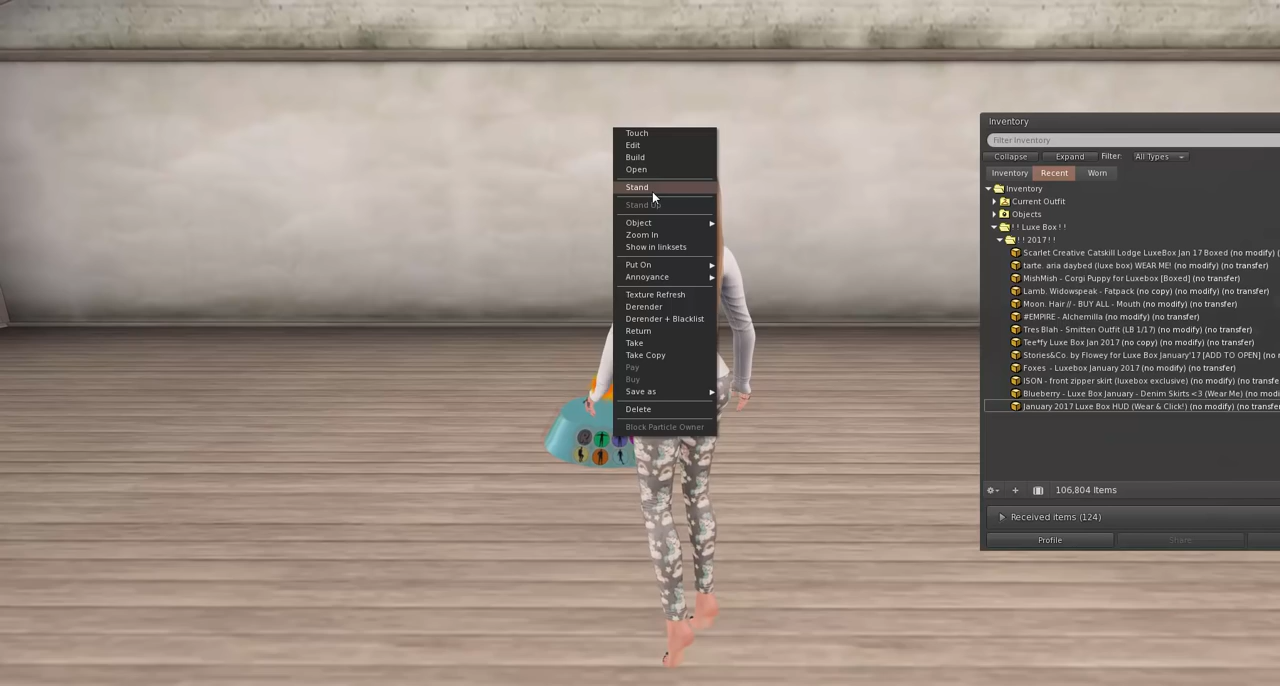 Touch
Edit
Build
Open
Stand
Stand Up
Object
Zoom In
Show in linksets
Put On
Annoyance
Texture Refresh
Derender
Derender + Blacklist
Return
Take
Take Copy
Pay
Buy
Save as
Delete
Block Particle Owner
Inventory
Filter Inventory
Collapse Expand Filter: All Types
Inventory Recent Worn
Inventory
Current Outfit
Objects
! ! Luxe Box ! !
! ! 2017 ! !
Scarlet Creative Catskill Lodge LuxeBox Jan 17 Boxed (no modify) (
tarte. aria daybed (luxe box) WEAR ME! (no modify) (no transfer)
MishMish - Corgi Puppy for Luxebox [Boxed] (no modify) (no transfer)
Lamb. Widowspeak - Fatpack (no copy) (no modify) (no transfer)
Moon. Hair // - BUY ALL - Mouth (no modify) (no transfer)
#EMPIRE - Alchemilla (no modify) (no transfer)
Tres Blah - Smitten Outfit (LB 1/17) (no modify) (no transfer)
Tee*fy Luxe Box Jan 2017 (no copy) (no modify) (no transfer)
Stories&Co. by Flowey for Luxe Box January'17 [ADD TO OPEN] (no
Foxes - Luxebox January 2017 (no modify) (no transfer)
ISON - front zipper skirt (luxebox exclusive) (no modify) (no transfer)
Blueberry - Luxe Box January - Denim Skirts <3 (Wear Me) (no modi
January 2017 Luxe Box HUD (Wear & Click!) (no modify) (no transfe
106,804 Items
Received items (124)
Profile Share